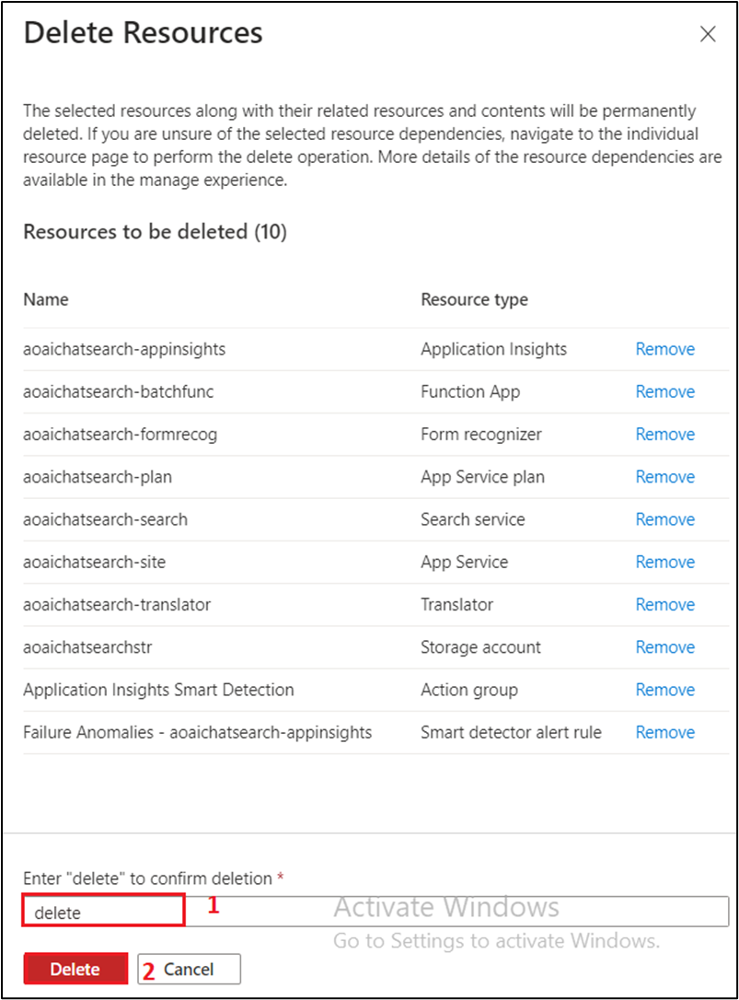 Delete Resources
The selected resources along with their related resources and contents will be permanently
deleted. If you are unsure of the selected resource dependencies, navigate to the individual
resource page to perform the delete operation. More details of the resource dependencies are
available in the manage experience.
Resources to be deleted (10)
Name Resource type
aoaichatsearch-appinsights Application Insights Remove
aoaichatsearch-batchfunc Function App Remove
aoaichatsearch-formrecog Form recognizer Remove
aoaichatsearch-plan App Service plan Remove
aoaichatsearch-search Search service Remove
aoaichatsearch-site App Service Remove
aoaichatsearch-translator Translator Remove
aoaichatsearchstr Storage account Remove
Application Insights Smart Detection Action group Remove
Failure Anomalies - aoaichatsearch-appinsights Smart detector alert rule Remove
Enter "delete" to confirm deletion *
delete 1 Activate Windows
Go to Settings to activate Windows.
Delete 2 Cancel